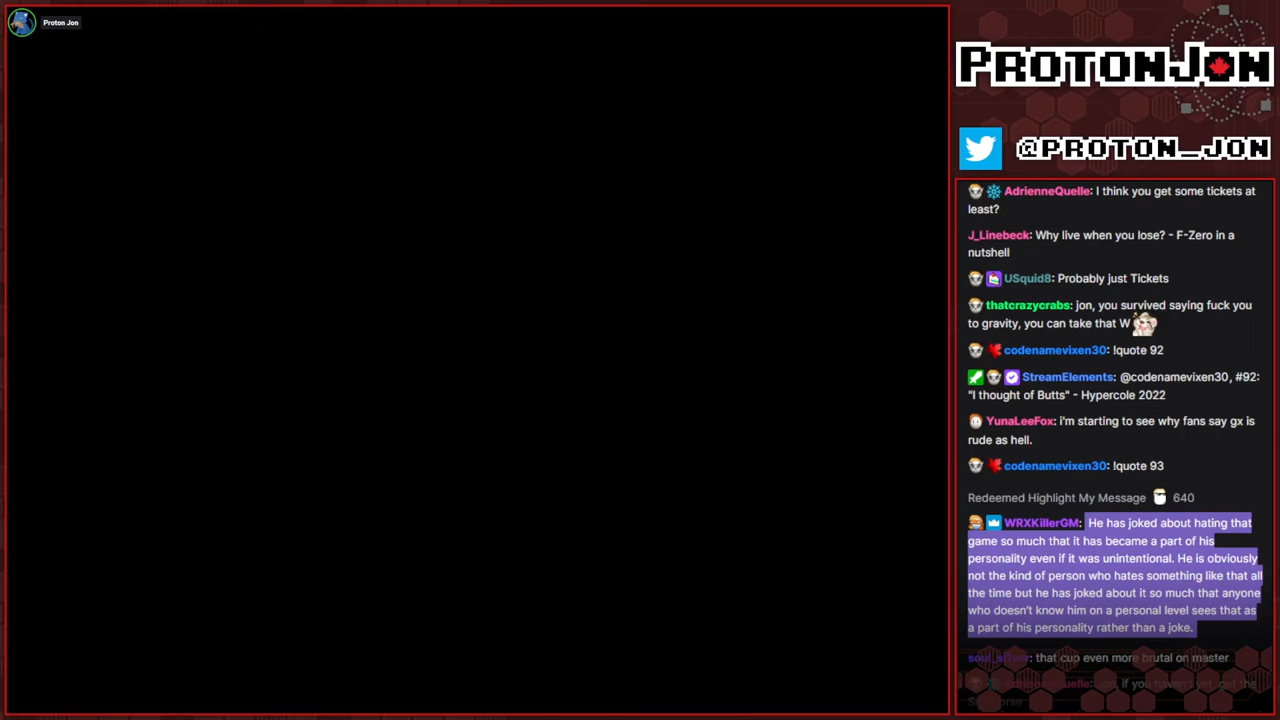 Proton Jon
PROTONJON
@PROTON_JON
AdrienneQuelle: I think you get some tickets at
least?
J_Linebeck: Why live when you lose? - F-Zero in a
nutshell
USquid8: Probably just Tickets
thatcrazycrabs: jon, you survived saying fuck you
to gravity, you can take that W
codenamevixen30: !quote 92
StreamElements: @codenamevixen30, #92:
"I thought of Butts" - Hypercole 2022
YunaLeeFox: i'm starting to see why fans say gx is
rude as hell.
codenamevixen30: !quote 93
Redeemed Highlight My Message 640
WRXKillerGM: He has joked about hating that
game so much that it has became a part of his
personality even if it was unintentional. He is obviously
not the kind of person who hates something like that all
the time but he has joked about it so much that anyone
who doesn't know him on a personal level sees that as
a part of his personality rather than a joke.
that cup even more brutal on master
Jon, if you haven't yet, get the